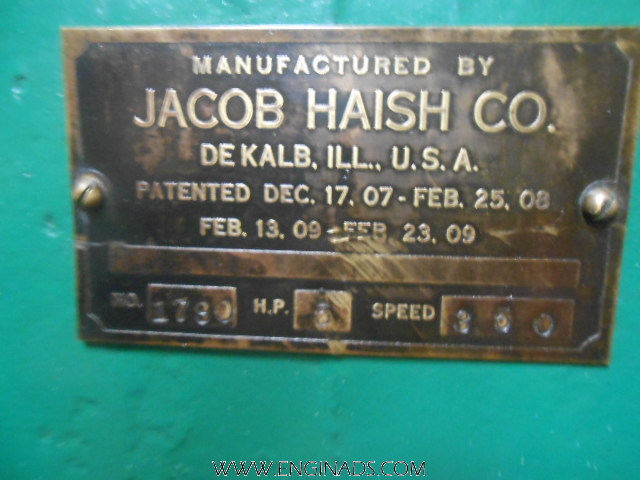 MANUFACTURED BY
JACOB HAISH CO.
DE KALB, ILL., U.S.A.
PATENTED DEC. 17, 07 - FEB. 25, 08
FEB. 13, 09 - FEB. 23, 09
NO. H.P. SPEED
WWW.ENGINADS.COM